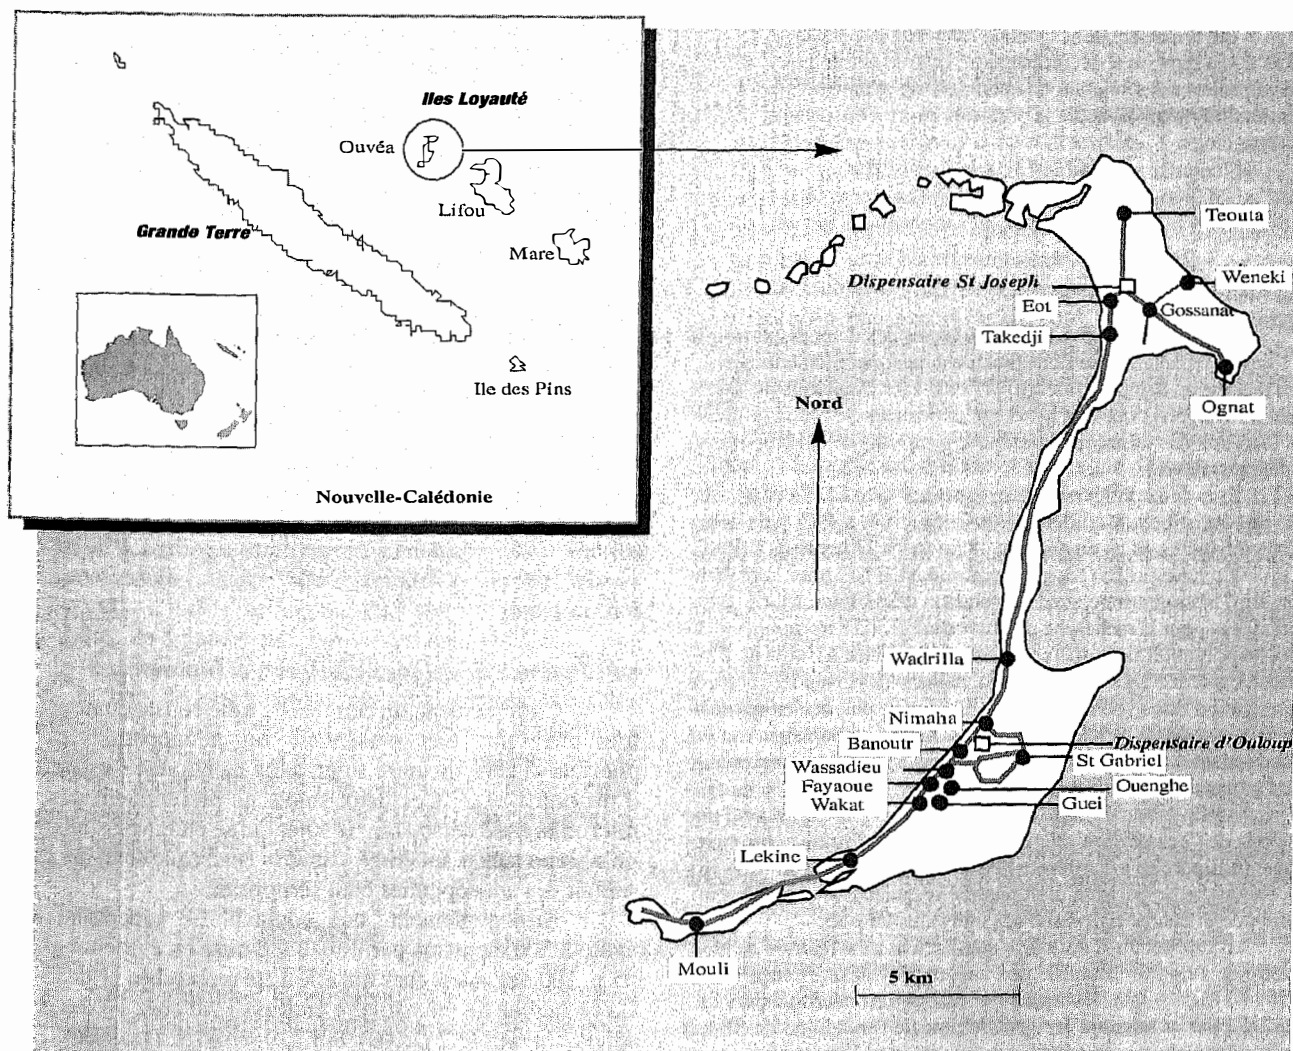 Iles Loyauté
Ouvéa
Lifou
Grande Terre
Mare
Ile des Pins
Nouvelle-Calédonie
Teouta
Weneki
Dispensaire St Joseph
Eot
Gossanat
Takedji
Nord
Ognat
Wadrilla
Nimaha
Banoutr
Dispensaire d'Ouloup
Wassadieu
St Gabriel
Fayaoue
Ouenghe
Wakat
Guei
Lekine
Mouli
5 km